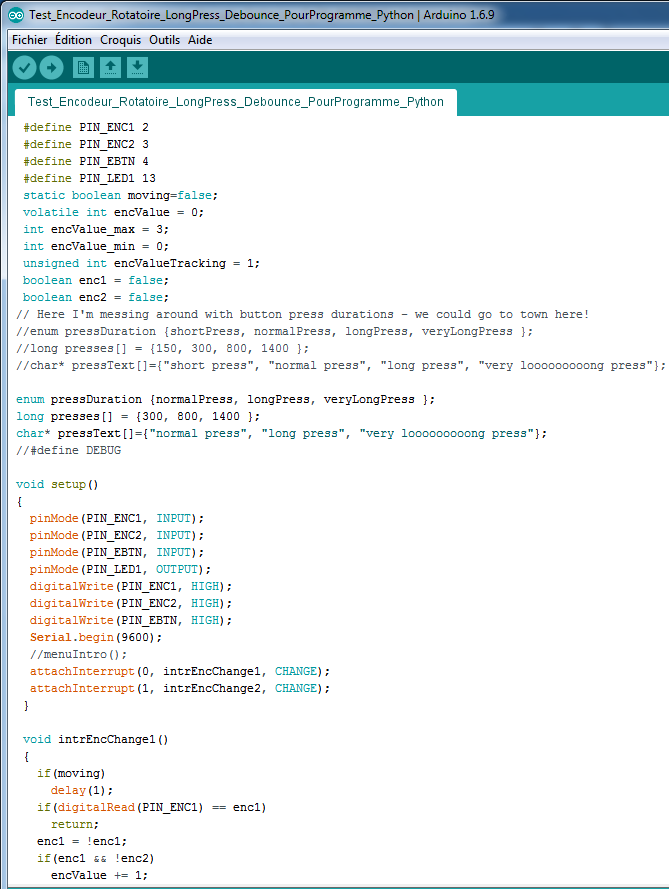 Test_Encodeur_Rotatoire_LongPress_Debounce_PourProgramme_Python | Arduino 1.6.9
Fichier Édition Croquis Outils Aide
Test_Encodeur_Rotatoire_LongPress_Debounce_PourProgramme_Python
#define PIN_ENC1 2
#define PIN_ENC2 3
#define PIN_EBTN 4
#define PIN_LED1 13
static boolean moving=false;
volatile int encValue = 0;
int encValue_max = 3;
int encValue_min = 0;
unsigned int encValueTracking = 1;
boolean enc1 = false;
boolean enc2 = false;
// Here I'm messing around with button press durations - we could go to town here!
//enum pressDuration {shortPress, normalPress, longPress, veryLongPress };
//long presses[] = {150, 300, 800, 1400 };
//char* pressText[]={"short press", "normal press", "long press", "very looooooooong press"};
enum pressDuration {normalPress, longPress, veryLongPress };
long presses[] = {300, 800, 1400 };
char* pressText[]={"normal press", "long press", "very looooooooong press"};
//#define DEBUG
void setup()
{
pinMode(PIN_ENC1, INPUT);
pinMode(PIN_ENC2, INPUT);
pinMode(PIN_EBTN, INPUT);
pinMode(PIN_LED1, OUTPUT);
digitalWrite(PIN_ENC1, HIGH);
digitalWrite(PIN_ENC2, HIGH);
digitalWrite(PIN_EBTN, HIGH);
Serial.begin(9600);
//menuIntro();
attachInterrupt(0, intrEncChange1, CHANGE);
attachInterrupt(1, intrEncChange2, CHANGE);
}
void intrEncChange1()
{
if(moving)
delay(1);
if(digitalRead(PIN_ENC1) == enc1)
return;
enc1 = !enc1;
if(enc1 && !enc2)
encValue += 1;